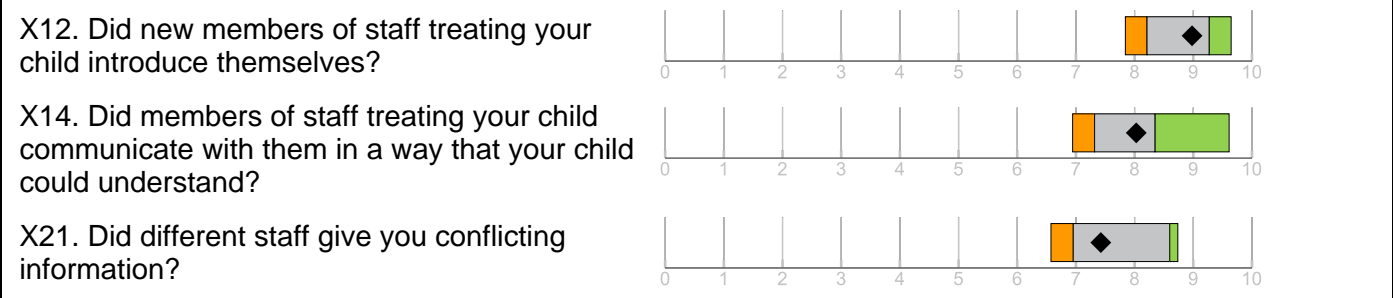 X12. Did new members of staff treating your
child introduce themselves?
0 1 2 3 4 5 6 7 8 9 10
X14. Did members of staff treating your child
communicate with them in a way that your child
could understand?
0 1 2 3 4 5 6 7 8 9 10
X21. Did different staff give you conflicting
information?
0 1 2 3 4 5 6 7 8 9 10